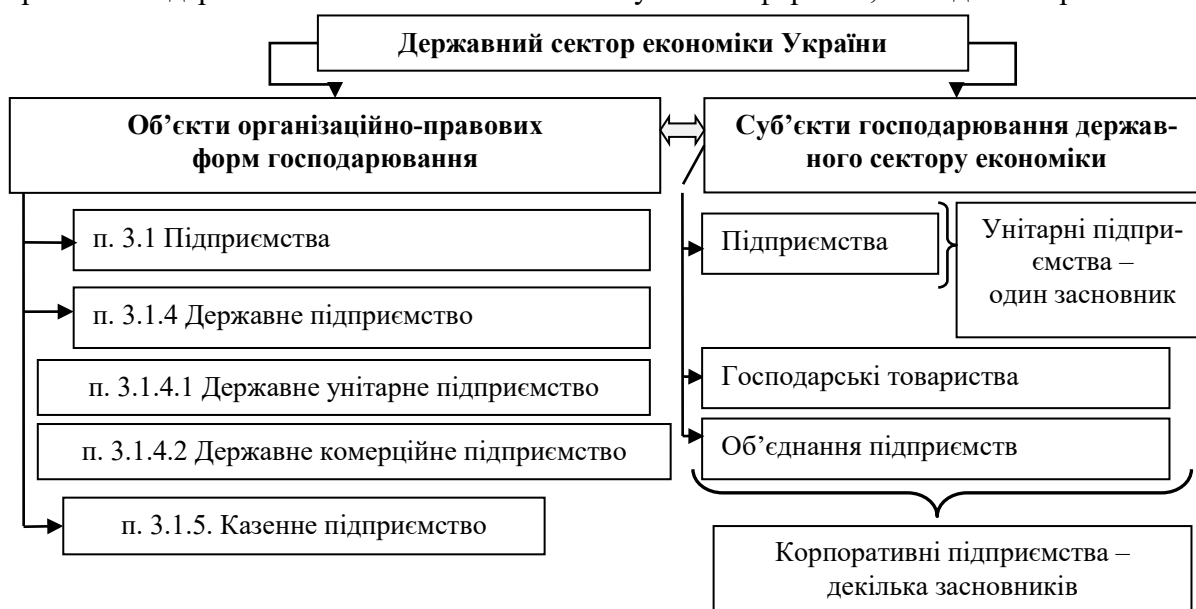 Державний сектор економіки України
Об’єкти організаційно-правових
форм господарювання
п. 3.1 Підприємства
п. 3.1.4 Державне підприємство
п. 3.1.4.1 Державне унітарне підприємство
п. 3.1.4.2 Державне комерційне підприємство
п. 3.1.5. Казенне підприємство
Суб’єкти господарювання держав-
ного сектору економіки
Підприємства
Унітарні підпри-
ємства –
один засновник
Господарські товариства
Об’єднання підприємств
Корпоративні підприємства –
декілька засновників